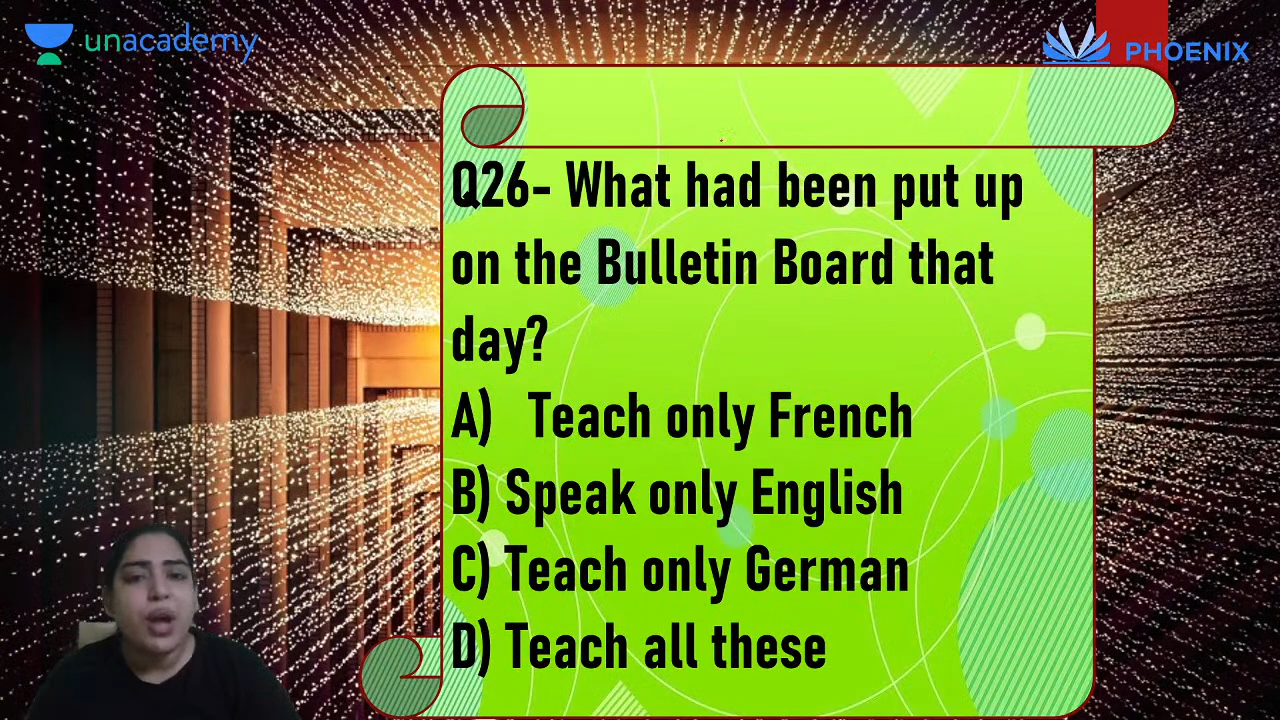 unacademy
PHOENIX
Q26- What had been put up
on the Bulletin Board that
day?
A) Teach only French
B) Speak only English
C) Teach only German
D) Teach all these